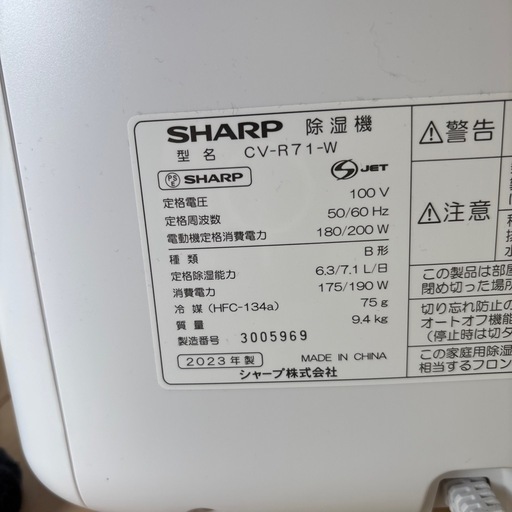 SHARP 除湿機
型名 CV-R71-W
PS E SHARP
S JET
定格電圧 100 V
定格周波数 50/60 Hz
電動機定格消費電力 180/200 W
種類 B形
定格除湿能力 6.3/7.1 L/日
消費電力 175/190 W
冷媒(HFC-134a) 75 g
質量 9.4 kg
製造番号 3005969
2023年製 MADE IN CHINA
シャープ株式会社
⚠警告
⚠注意
この製品は部屋
閉め切った場所
切り忘れ防止の
オートオフ機能
(停止時は切タ
この家庭用除湿
相当するフロン